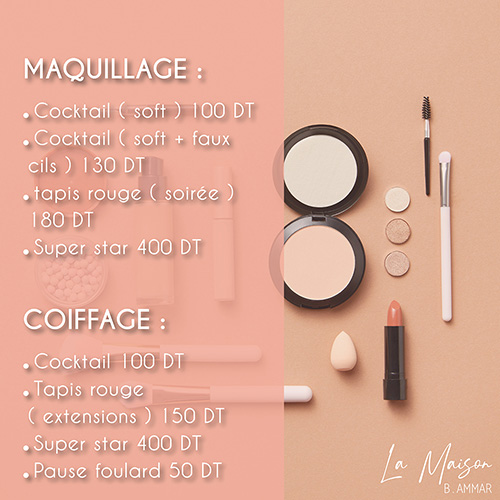 MAQUILLAGE :
. Cocktail ( soft ) 100 DT
. Cocktail ( soft + faux
cils ) 130 DT
. tapis rouge ( soirée )
180 DT
. Super star 400 DT
COIFFAGE :
. Cocktail 100 DT
. Tapis rouge
( extensions ) 150 DT
. Super star 400 DT
. Pause foulard 50 DT
La Maison
B. AMMAR